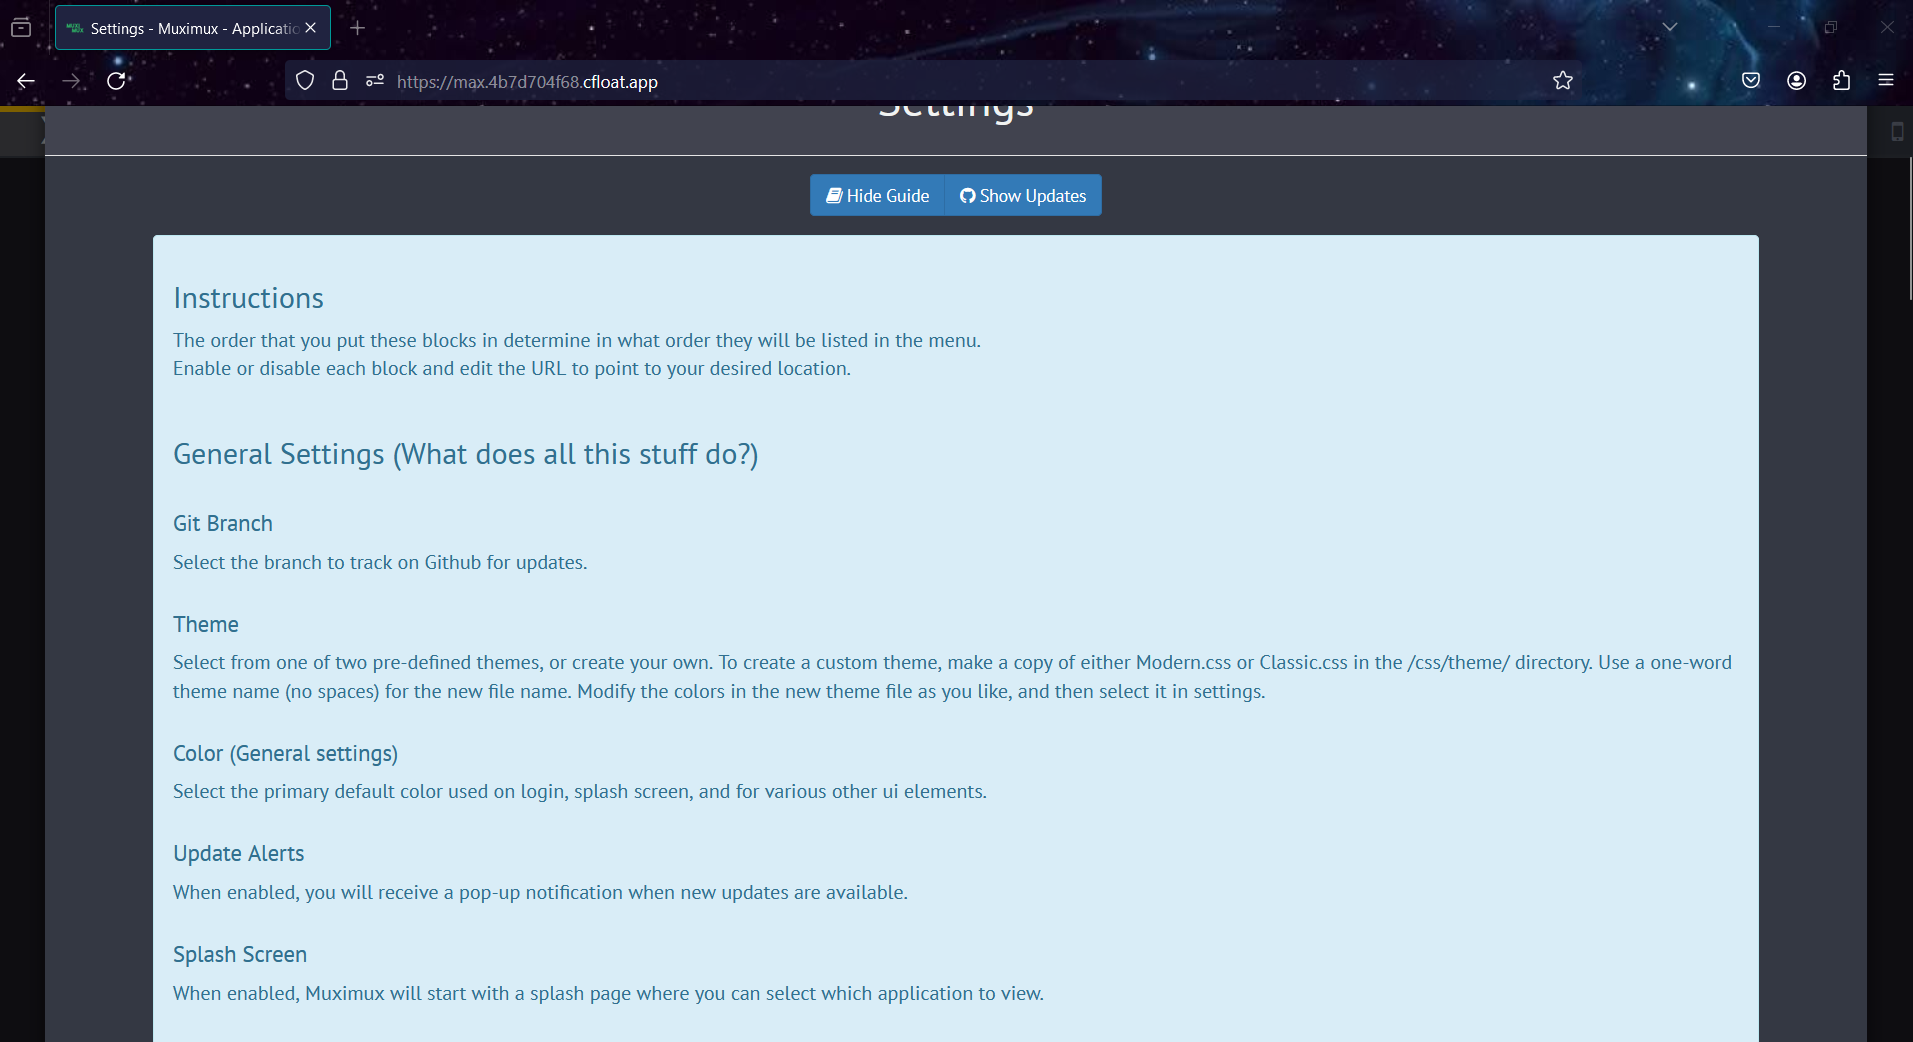 Settings - Muximux - Applicatio
https://max.4b7d704f68.cfloat.app
Settings
Hide Guide
Show Updates
Instructions
The order that you put these blocks in determine in what order they will be listed in the menu.
Enable or disable each block and edit the URL to point to your desired location.
General Settings (What does all this stuff do?)
Git Branch
Select the branch to track on Github for updates.
Theme
Select from one of two pre-defined themes, or create your own. To create a custom theme, make a copy of either Modern.css or Classic.css in the /css/theme/ directory. Use a one-word
theme name (no spaces) for the new file name. Modify the colors in the new theme file as you like, and then select it in settings.
Color (General settings)
Select the primary default color used on login, splash screen, and for various other ui elements.
Update Alerts
When enabled, you will receive a pop-up notification when new updates are available.
Splash Screen
When enabled, Muximux will start with a splash page where you can select which application to view.